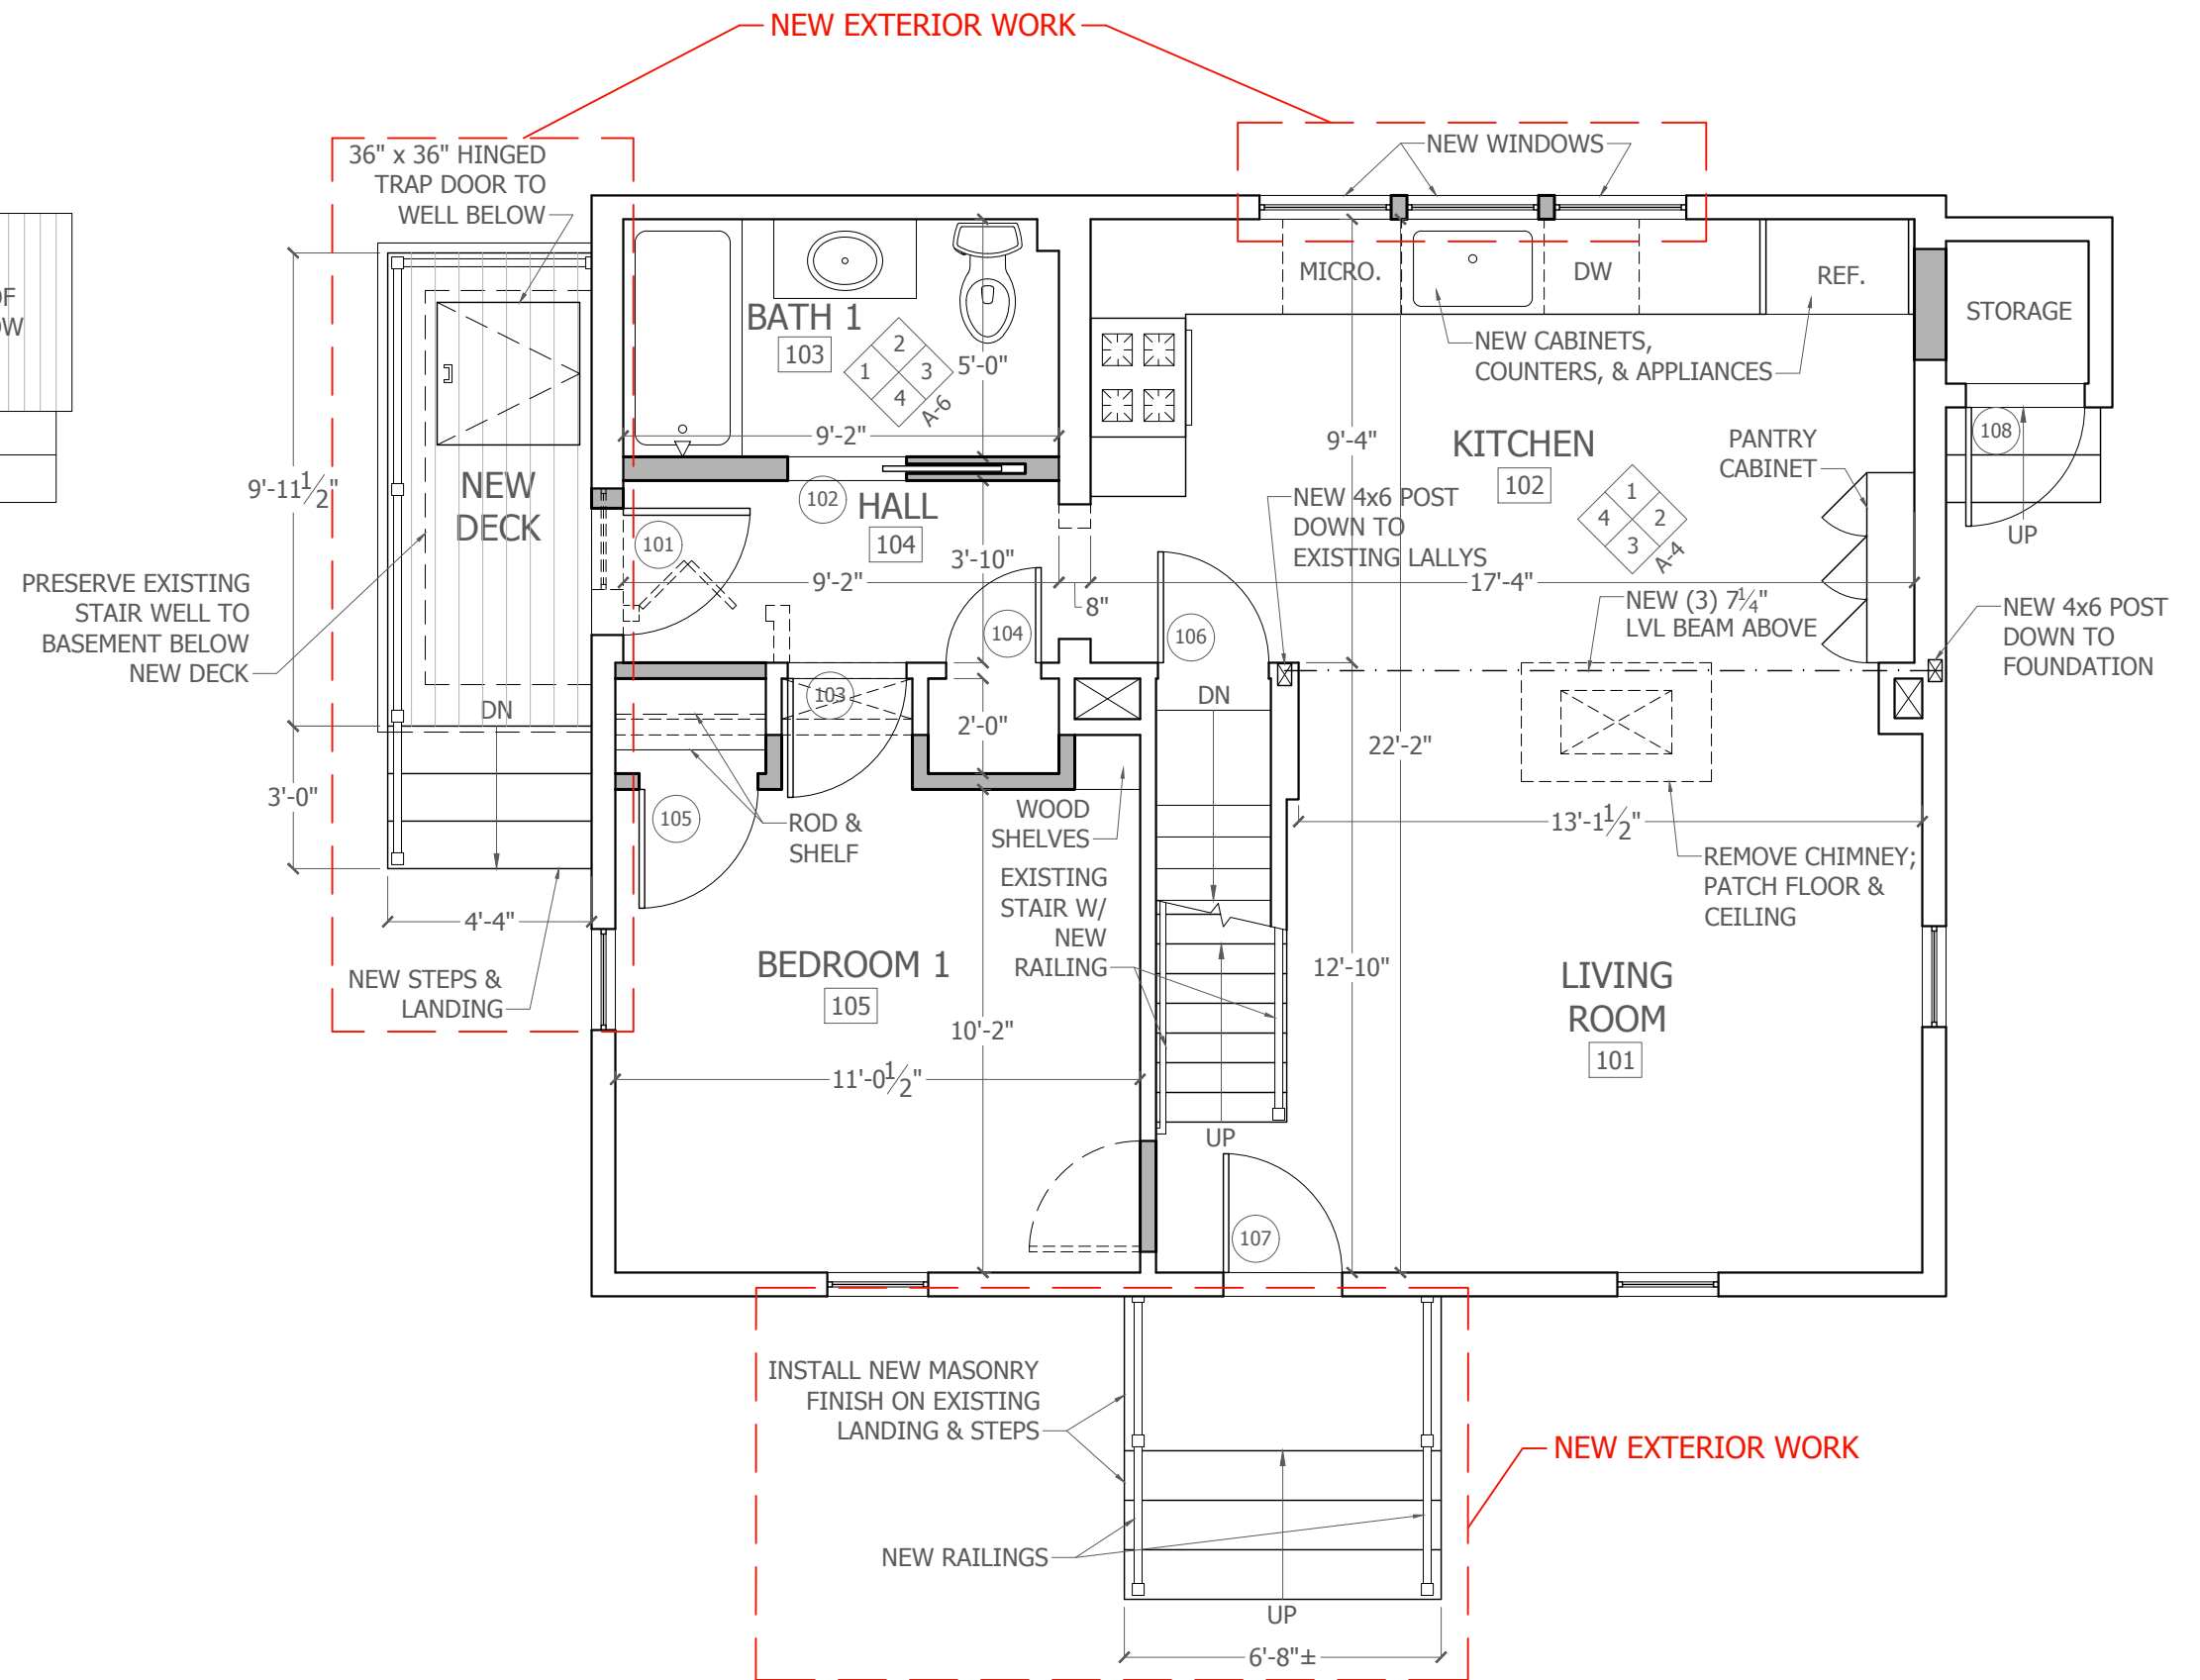 NEW EXTERIOR WORK
36" x 36" HINGED
TRAP DOOR TO
WELL BELOW
NEW WINDOWS
MICRO.
DW
REF.
STORAGE
BATH 1
103
1
2
3
4
A-6
5'-0"
9'-2"
NEW CABINETS,
COUNTERS, & APPLIANCES
KITCHEN
102
9'-4"
PANTRY
CABINET
108
UP
1
2
3
4
A-4
9'-11 1/2"
NEW
DECK
102
HALL
104
101
NEW 4x6 POST
DOWN TO
EXISTING LALLYS
3'-10"
9'-2"
8"
17'-4"
PRESERVE EXISTING
STAIR WELL TO
BASEMENT BELOW
NEW DECK
104
106
NEW (3) 7 1/4"
LVL BEAM ABOVE
NEW 4x6 POST
DOWN TO
FOUNDATION
DN
103
DN
2'-0"
22'-2"
3'-0"
105
ROD &
SHELF
WOOD
SHELVES
13'-1 1/2"
REMOVE CHIMNEY;
PATCH FLOOR &
CEILING
EXISTING
STAIR W/
NEW
RAILING
4'-4"
NEW STEPS &
LANDING
BEDROOM 1
105
12'-10"
LIVING
ROOM
101
10'-2"
11'-0 1/2"
UP
107
INSTALL NEW MASONRY
FINISH ON EXISTING
LANDING & STEPS
NEW EXTERIOR WORK
NEW RAILINGS
UP
6'-8"±